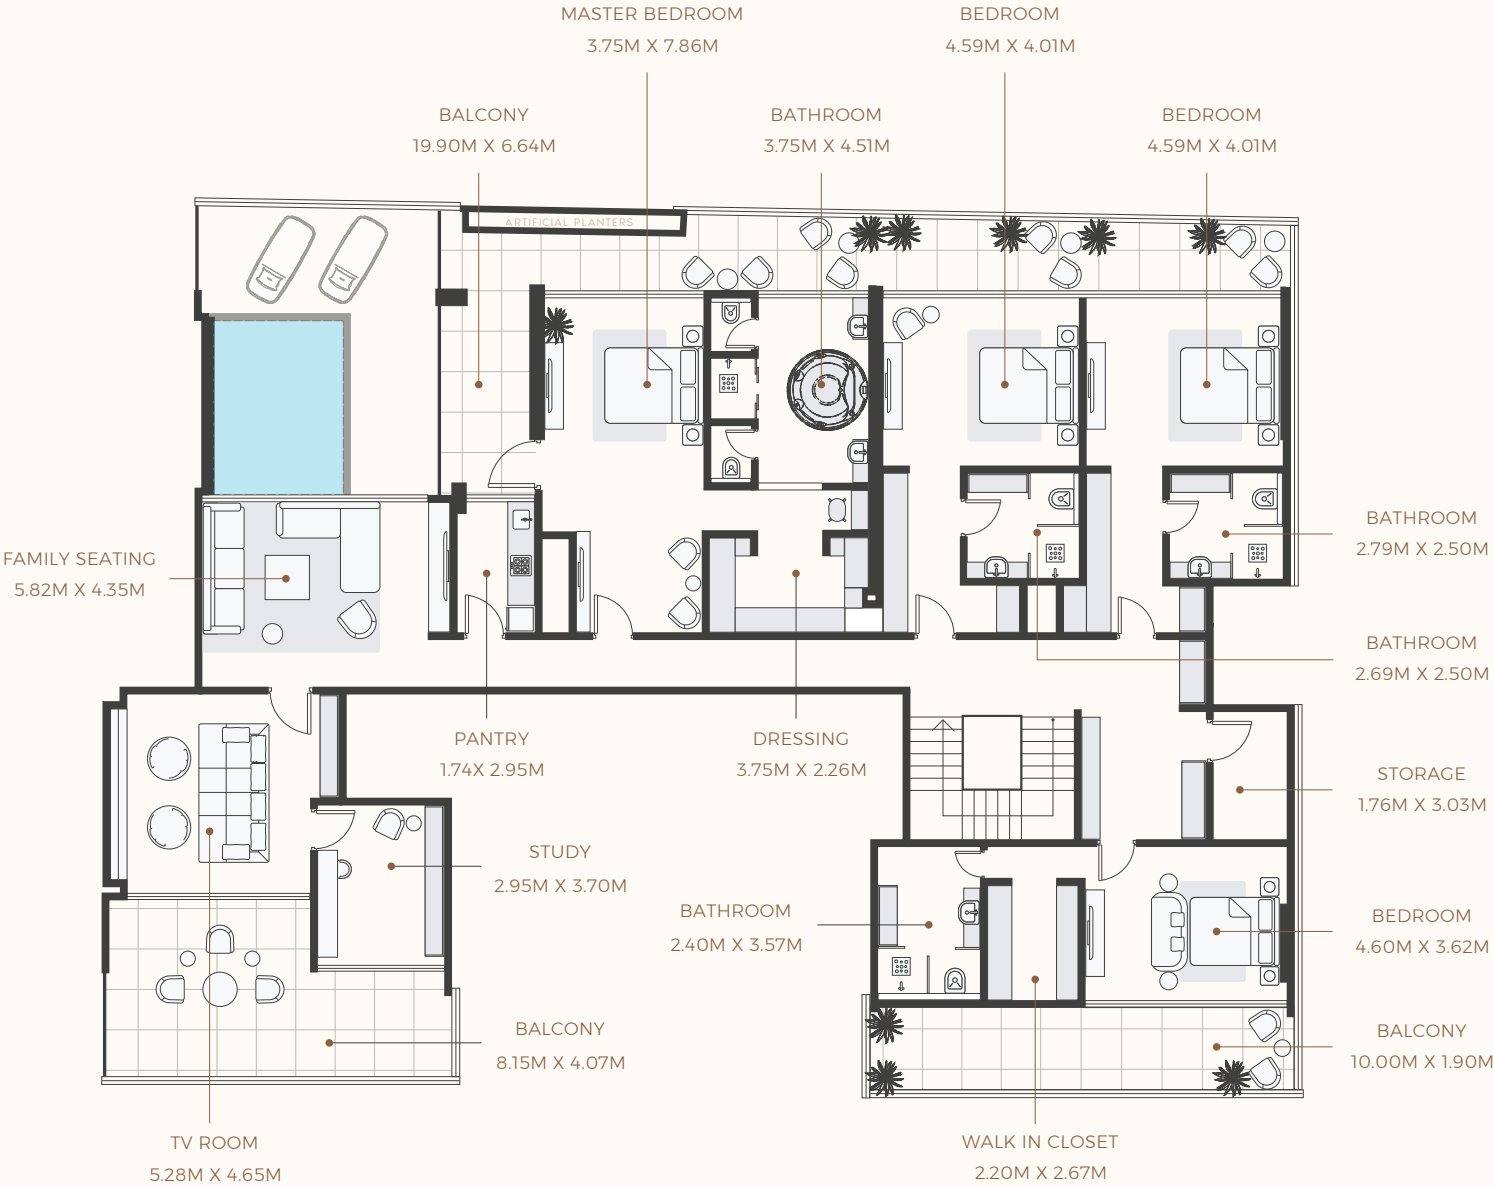 MASTER BEDROOM
3.75M X 7.86M
BEDROOM
4.59M X 4.01M
BALCONY
19.90M X 6.64M
BATHROOM
3.75M X 4.51M
BEDROOM
4.59M X 4.01M
ARTIFICIAL PLANTERS
BATHROOM
2.79M X 2.50M
FAMILY SEATING
5.82M X 4.35M
BATHROOM
2.69M X 2.50M
PANTRY
1.74X 2.95M
DRESSING
3.75M X 2.26M
STORAGE
1.76M X 3.03M
STUDY
2.95M X 3.70M
BATHROOM
2.40M X 3.57M
BEDROOM
4.60M X 3.62M
BALCONY
8.15M X 4.07M
BALCONY
10.00M X 1.90M
TV ROOM
5.28M X 4.65M
WALK IN CLOSET
2.20M X 2.67M